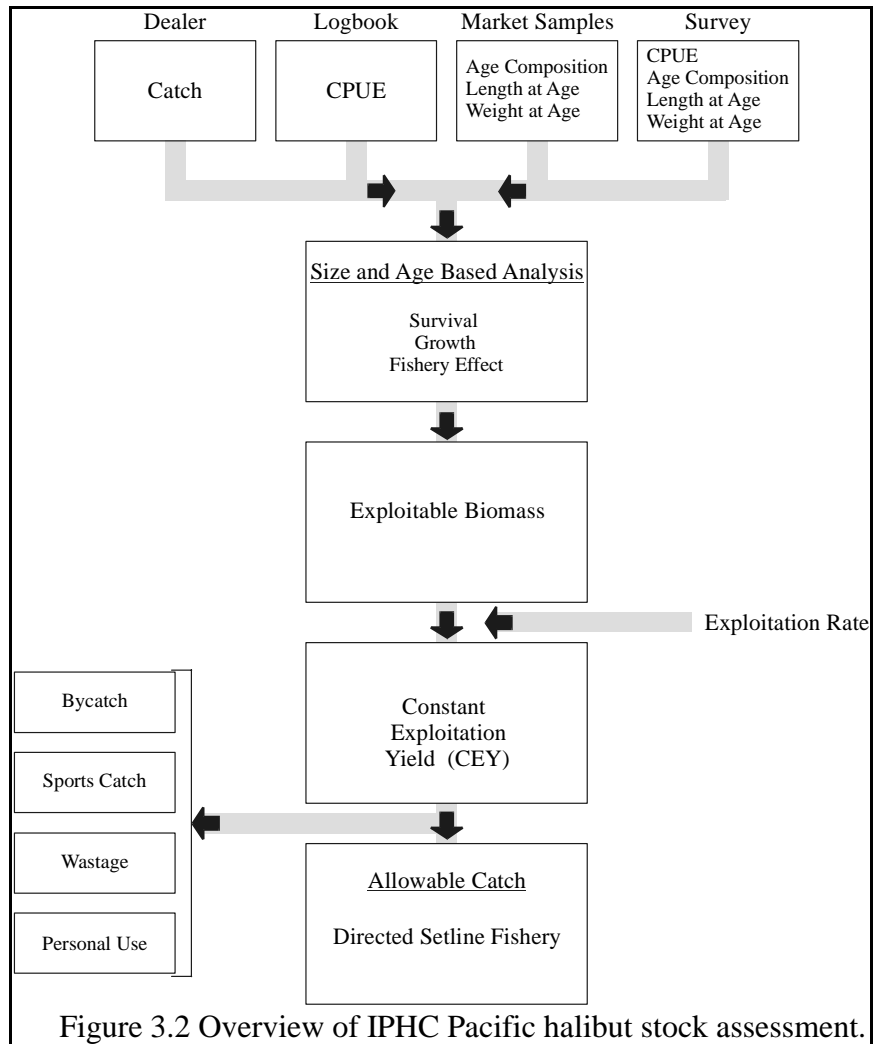 Dealer
Logbook
Market Samples
Survey
Catch
CPUE
Age Composition
Length at Age
Weight at Age
CPUE
Age Composition
Length at Age
Weight at Age
Size and Age Based Analysis
Survival
Growth
Fishery Effect
Exploitable Biomass
Exploitation Rate
Constant
Exploitation
Yield (CEY)
Bycatch
Sports Catch
Wastage
Personal Use
Allowable Catch
Directed Setline Fishery
Figure 3.2 Overview of IPHC Pacific halibut stock assessment.